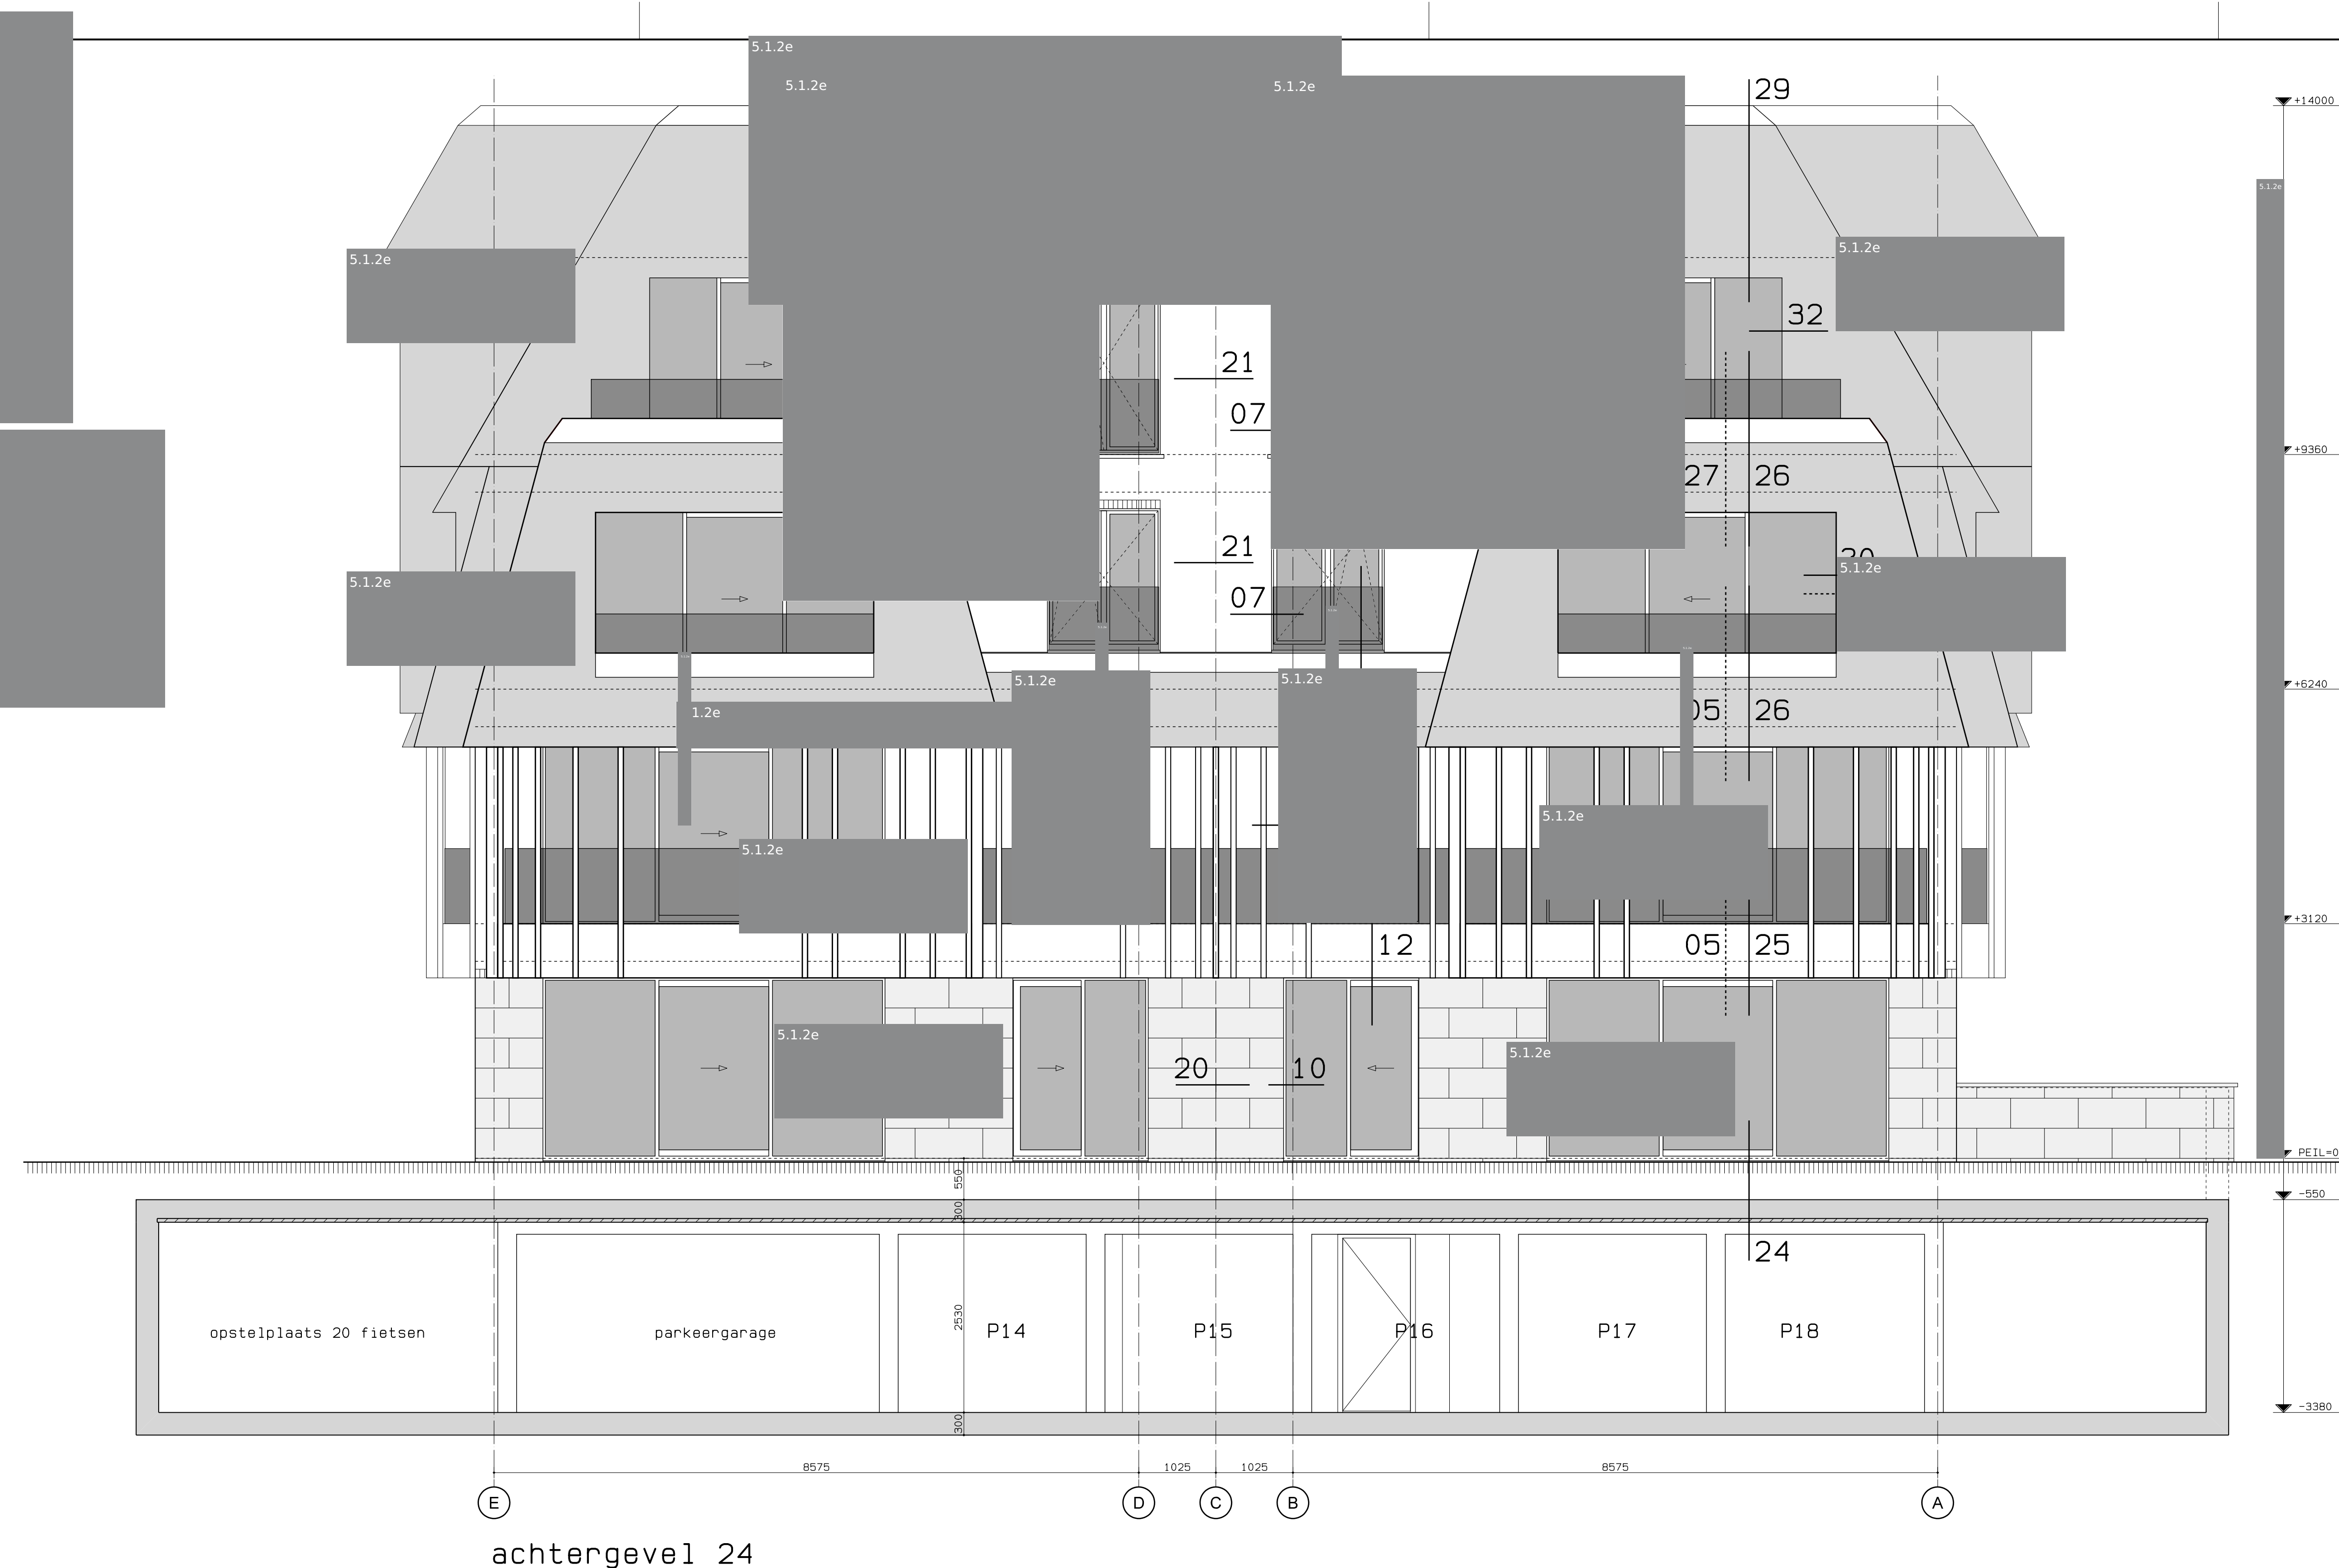 5.1.2e
5.1.2e
5.1.2e
29
+14000
5.1.2e
5.1.2e
5.1.2e
32
21
07
+9360
27
26
21
5.1.2e
5.1.2e
07
5.1.2e
5.1.2e
+6240
1.2e
05
26
5.1.2e
5.1.2e
+3120
12
05
25
5.1.2e
5.1.2e
20
10
PEIL=0
550
-550
300
24
opstelplaats 20 fietsen
parkeergarage
2530
P14
P15
P16
P17
P18
300
-3380
8575
1025
1025
8575
E
D
C
B
A
achtergevel 24